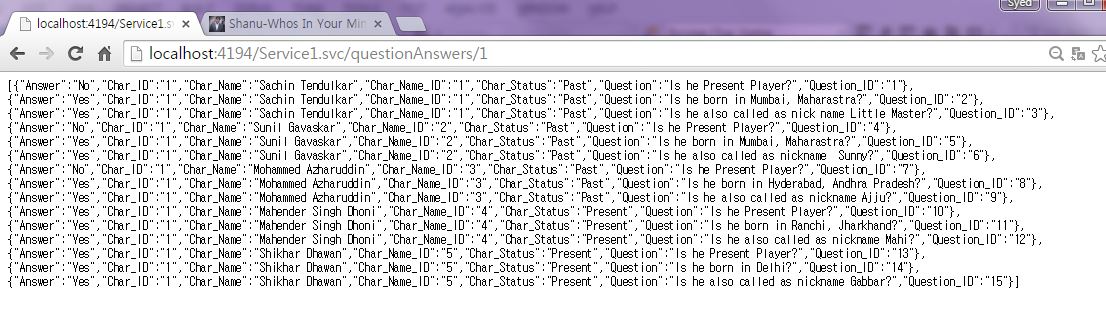 Syed
localhost:4194/Service1.sv
Shanu-Whos In Your Min
localhost:4194/Service1.svc/questionAnswers/1
[{"Answer":"No","Char_ID":"1","Char_Name":"Sachin Tendulkar","Char_Name_ID":"1","Char_Status":"Past","Question":"Is he Present Player?","Question_ID":"1"},
{"Answer":"Yes","Char_ID":"1","Char_Name":"Sachin Tendulkar","Char_Name_ID":"1","Char_Status":"Past","Question":"Is he born in Mumbai, Maharastra?","Question_ID":"2"},
{"Answer":"Yes","Char_ID":"1","Char_Name":"Sachin Tendulkar","Char_Name_ID":"1","Char_Status":"Past","Question":"Is he also called as nick name Little Master?","Question_ID":"3"},
{"Answer":"No","Char_ID":"1","Char_Name":"Sunil Gavaskar","Char_Name_ID":"2","Char_Status":"Past","Question":"Is he Present Player?","Question_ID":"4"},
{"Answer":"Yes","Char_ID":"1","Char_Name":"Sunil Gavaskar","Char_Name_ID":"2","Char_Status":"Past","Question":"Is he born in Mumbai, Maharastra?","Question_ID":"5"},
{"Answer":"Yes","Char_ID":"1","Char_Name":"Sunil Gavaskar","Char_Name_ID":"2","Char_Status":"Past","Question":"Is he also called as nickname  Sunny?","Question_ID":"6"},
{"Answer":"No","Char_ID":"1","Char_Name":"Mohammed Azharuddin","Char_Name_ID":"3","Char_Status":"Past","Question":"Is he Present Player?","Question_ID":"7"},
{"Answer":"Yes","Char_ID":"1","Char_Name":"Mohammed Azharuddin","Char_Name_ID":"3","Char_Status":"Past","Question":"Is he born in Hyderabad, Andhra Pradesh?","Question_ID":"8"},
{"Answer":"Yes","Char_ID":"1","Char_Name":"Mohammed Azharuddin","Char_Name_ID":"3","Char_Status":"Past","Question":"Is he also called as nickname Ajju?","Question_ID":"9"},
{"Answer":"Yes","Char_ID":"1","Char_Name":"Mahender Singh Dhoni","Char_Name_ID":"4","Char_Status":"Present","Question":"Is he Present Player?","Question_ID":"10"},
{"Answer":"Yes","Char_ID":"1","Char_Name":"Mahender Singh Dhoni","Char_Name_ID":"4","Char_Status":"Present","Question":"Is he born in Ranchi, Jharkhand?","Question_ID":"11"},
{"Answer":"Yes","Char_ID":"1","Char_Name":"Mahender Singh Dhoni","Char_Name_ID":"4","Char_Status":"Present","Question":"Is he also called as nickname Mahi?","Question_ID":"12"},
{"Answer":"Yes","Char_ID":"1","Char_Name":"Shikhar Dhawan","Char_Name_ID":"5","Char_Status":"Present","Question":"Is he Present Player?","Question_ID":"13"},
{"Answer":"Yes","Char_ID":"1","Char_Name":"Shikhar Dhawan","Char_Name_ID":"5","Char_Status":"Present","Question":"Is he born in Delhi?","Question_ID":"14"},
{"Answer":"Yes","Char_ID":"1","Char_Name":"Shikhar Dhawan","Char_Name_ID":"5","Char_Status":"Present","Question":"Is he also called as nickname Gabbar?","Question_ID":"15"}]